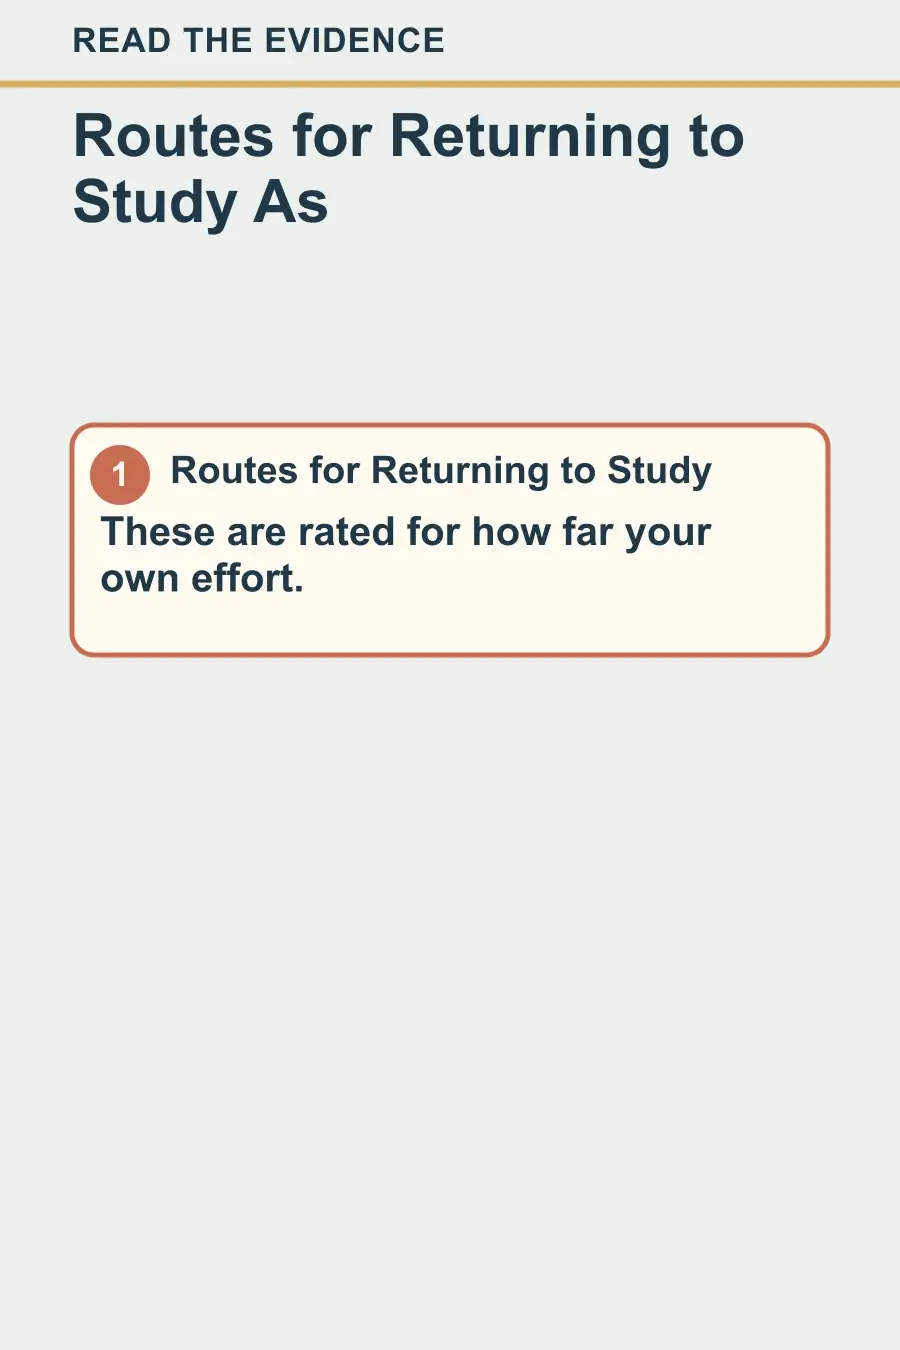 READ THE EVIDENCE
Routes for Returning to
Study As
1 Routes for Returning to Study
These are rated for how far your
own effort.